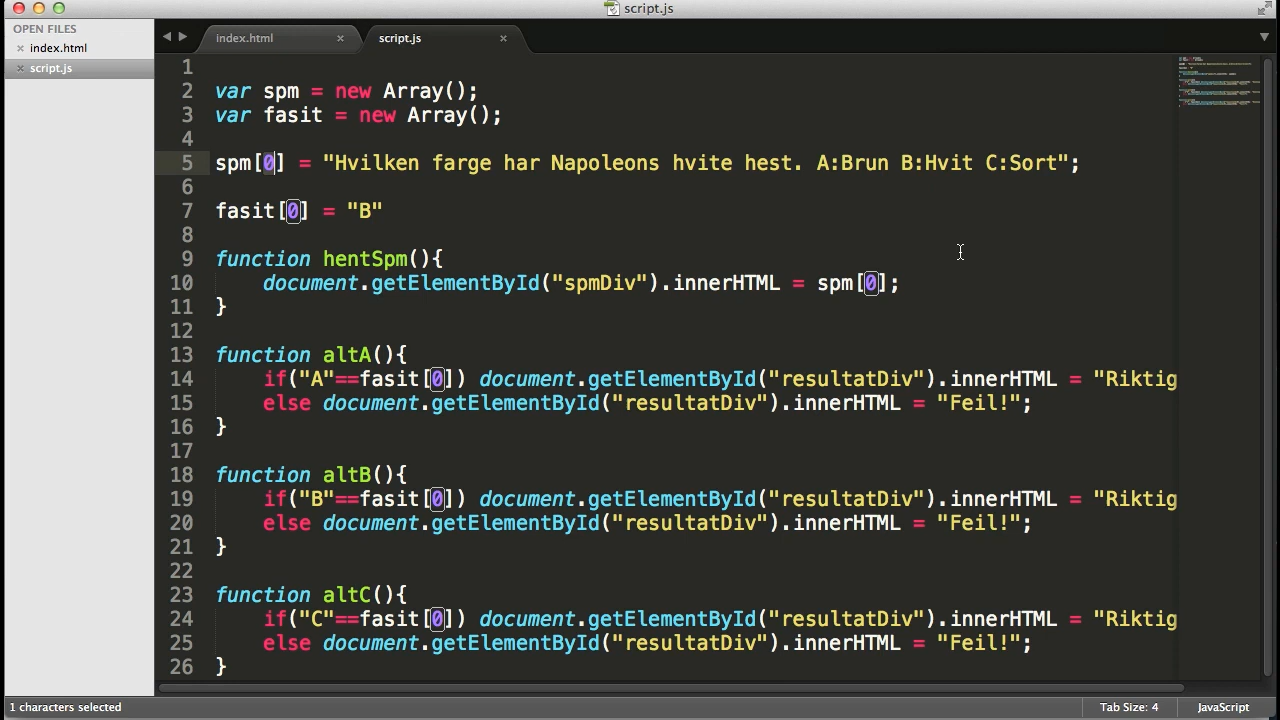 script.js
OPEN FILES
index.html
script.js
index.html
script.js
1
2 var spm = new Array();
3 var fasit = new Array();
4
5 spm[0] = "Hvilken farge har Napoleons hvite hest. A:Brun B:Hvit C:Sort";
6
7 fasit[0] = "B"
8
9 function hentSpm(){
10 document.getElementById("spmDiv").innerHTML = spm[0];
11 }
12
13 function altA(){
14 if("A"==fasit[0]) document.getElementById("resultatDiv").innerHTML = "Riktig
15 else document.getElementById("resultatDiv").innerHTML = "Feil!";
16 }
17
18 function altB(){
19 if("B"==fasit[0]) document.getElementById("resultatDiv").innerHTML = "Riktig
20 else document.getElementById("resultatDiv").innerHTML = "Feil!";
21 }
22
23 function altC(){
24 if("C"==fasit[0]) document.getElementById("resultatDiv").innerHTML = "Riktig
25 else document.getElementById("resultatDiv").innerHTML = "Feil!";
26 }
1 characters selected
Tab Size: 4
JavaScript